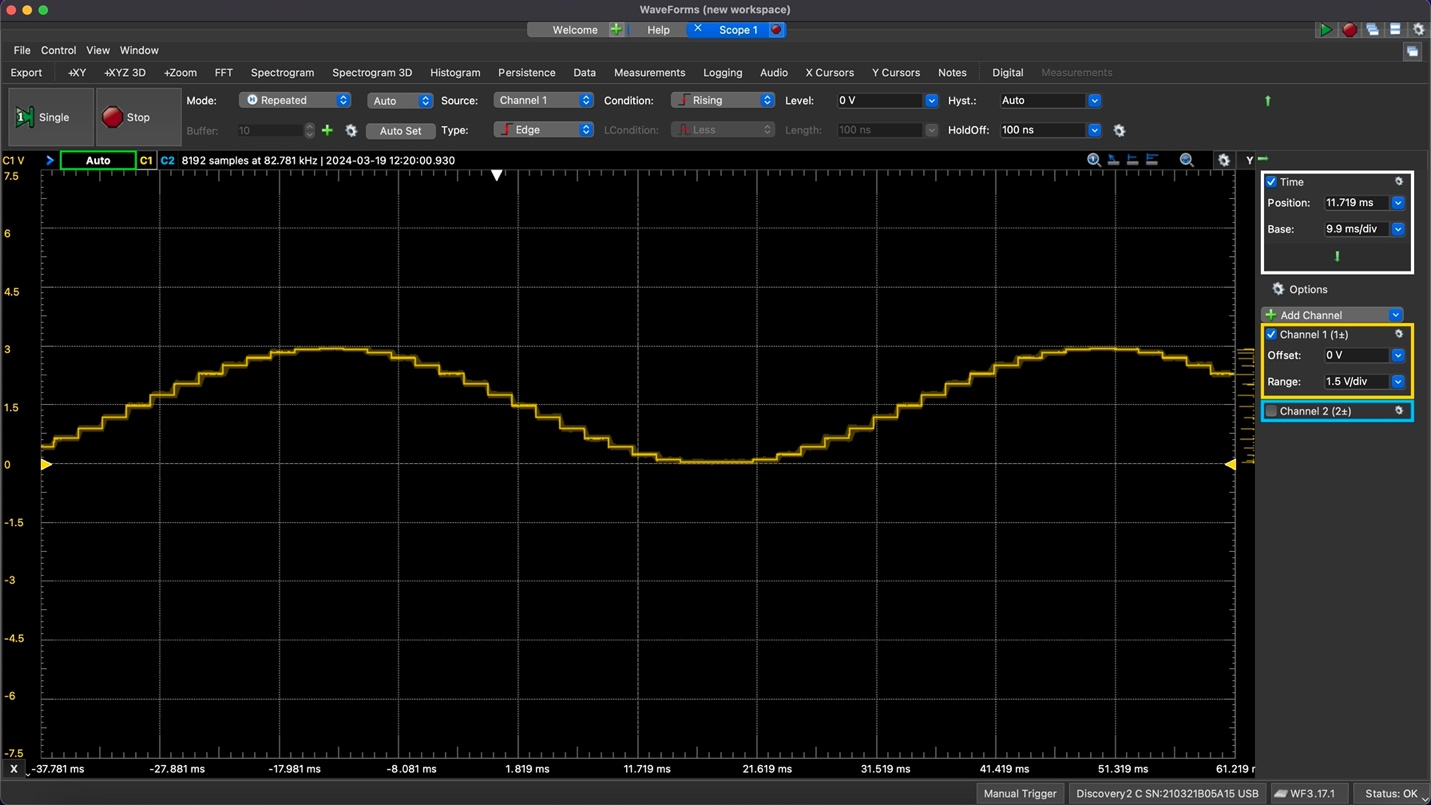 WaveForms (new workspace)
Welcome Help Scope 1
File Control View Window
Export +XY +XYZ 3D +Zoom FFT Spectrogram Spectrogram 3D Histogram Persistence Data Measurements Logging Audio X Cursors Y Cursors Notes Digital Measurements
1 Single Stop Mode: Repeated Auto Source: Channel 1 Condition: Rising Level: 0 V Hyst.: Auto
Buffer: 10 Auto Set Type: Edge LCondition: Less Length: 100 ns HoldOff: 100 ns
C1 V Auto C1 C2 8192 samples at 82.781 kHz | 2024-03-19 12:20:00.930 Y
7.5
6
4.5
3
1.5
0
-1.5
-3
-4.5
-6
-7.5
X -37.781 ms -27.881 ms -17.981 ms -8.081 ms 1.819 ms 11.719 ms 21.619 ms 31.519 ms 41.419 ms 51.319 ms 61.219 r
Time
Position: 11.719 ms
Base: 9.9 ms/div
Options
Add Channel
Channel 1 (1±)
Offset: 0 V
Range: 1.5 V/div
Channel 2 (2±)
Manual Trigger Discovery2 C SN:210321B05A15 USB WF3.17.1 Status: OK